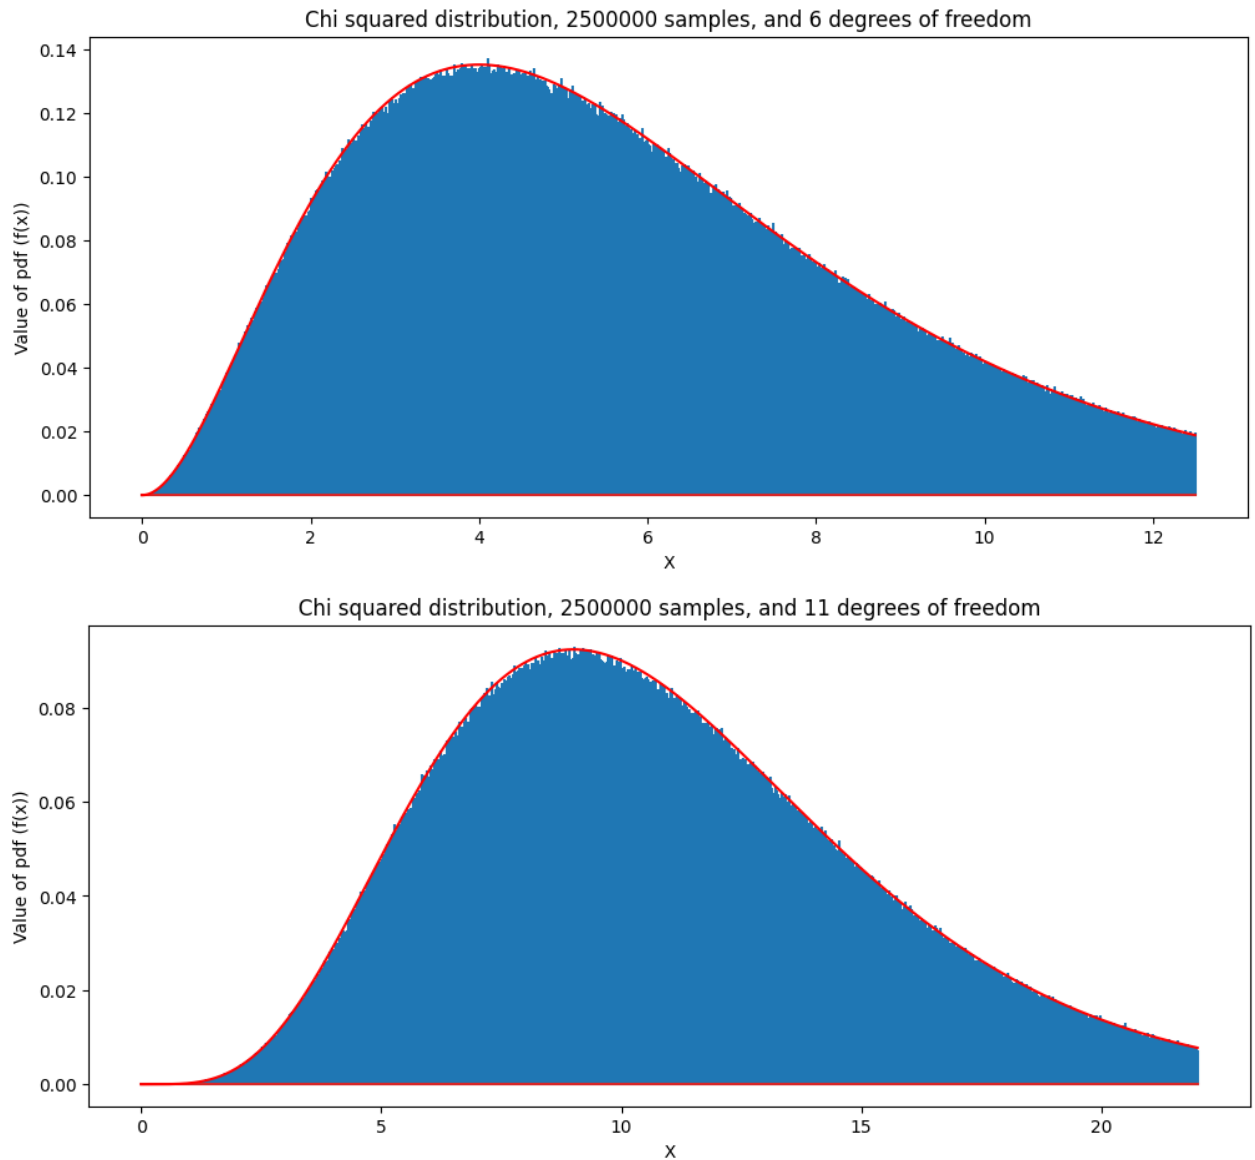 Chi squared distribution, 2500000 samples, and 6 degrees of freedom
0.14
0.12
0.10
0.08
0.06
0.04
0.02
0.00
Value of pdf (f(x))
0 2 4 6 8 10 12
X
Chi squared distribution, 2500000 samples, and 11 degrees of freedom
0.08
0.06
0.04
0.02
0.00
Value of pdf (f(x))
0 5 10 15 20
X